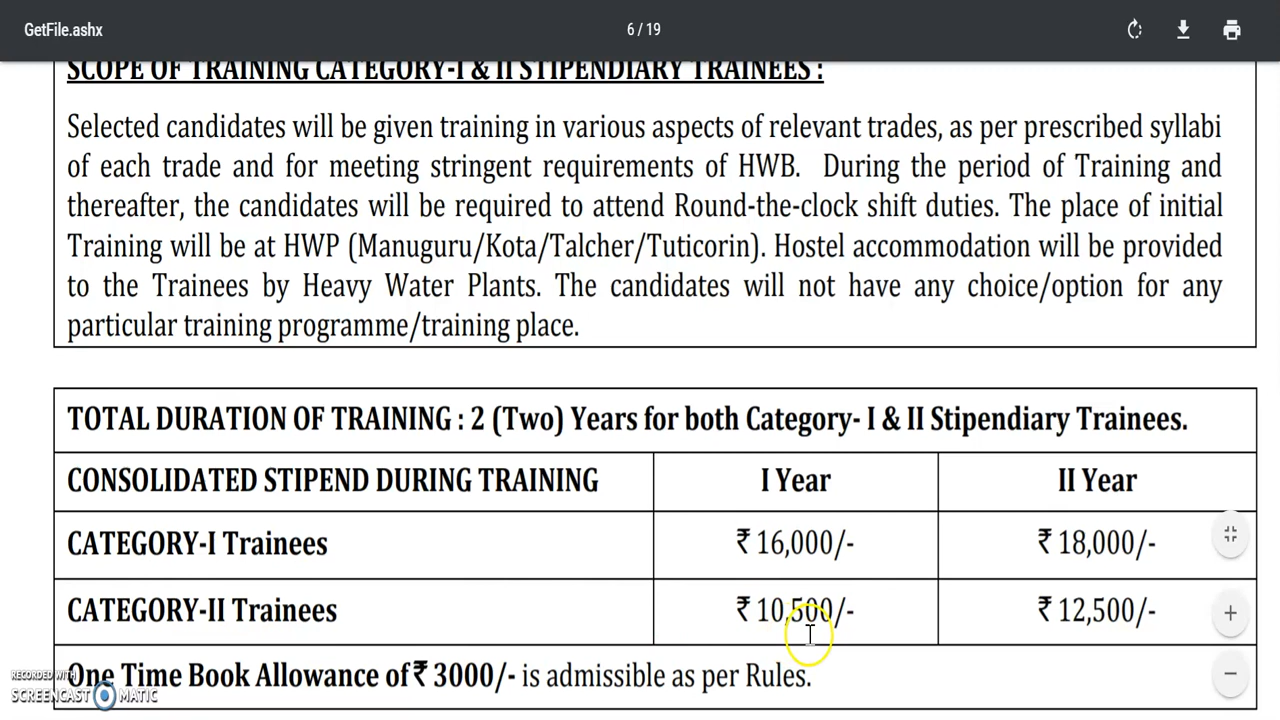 GetFile.ashx
6 / 19
SCOPE OF TRAINING CATEGORY-I & II STIPENDIARY TRAINEES :
Selected candidates will be given training in various aspects of relevant trades, as per prescribed syllabi
of each trade and for meeting stringent requirements of HWB. During the period of Training and
thereafter, the candidates will be required to attend Round-the-clock shift duties. The place of initial
Training will be at HWP (Manuguru/Kota/Talcher/Tuticorin). Hostel accommodation will be provided
to the Trainees by Heavy Water Plants. The candidates will not have any choice/option for any
particular training programme/training place.
TOTAL DURATION OF TRAINING : 2 (Two) Years for both Category- I & II Stipendiary Trainees.
CONSOLIDATED STIPEND DURING TRAINING I Year II Year
CATEGORY-I Trainees ₹ 16,000/- ₹ 18,000/-
CATEGORY-II Trainees ₹ 10,500/- ₹ 12,500/-
One Time Book Allowance of ₹ 3000/- is admissible as per Rules.
RECORDED WITH
SCREENCAST MATIC